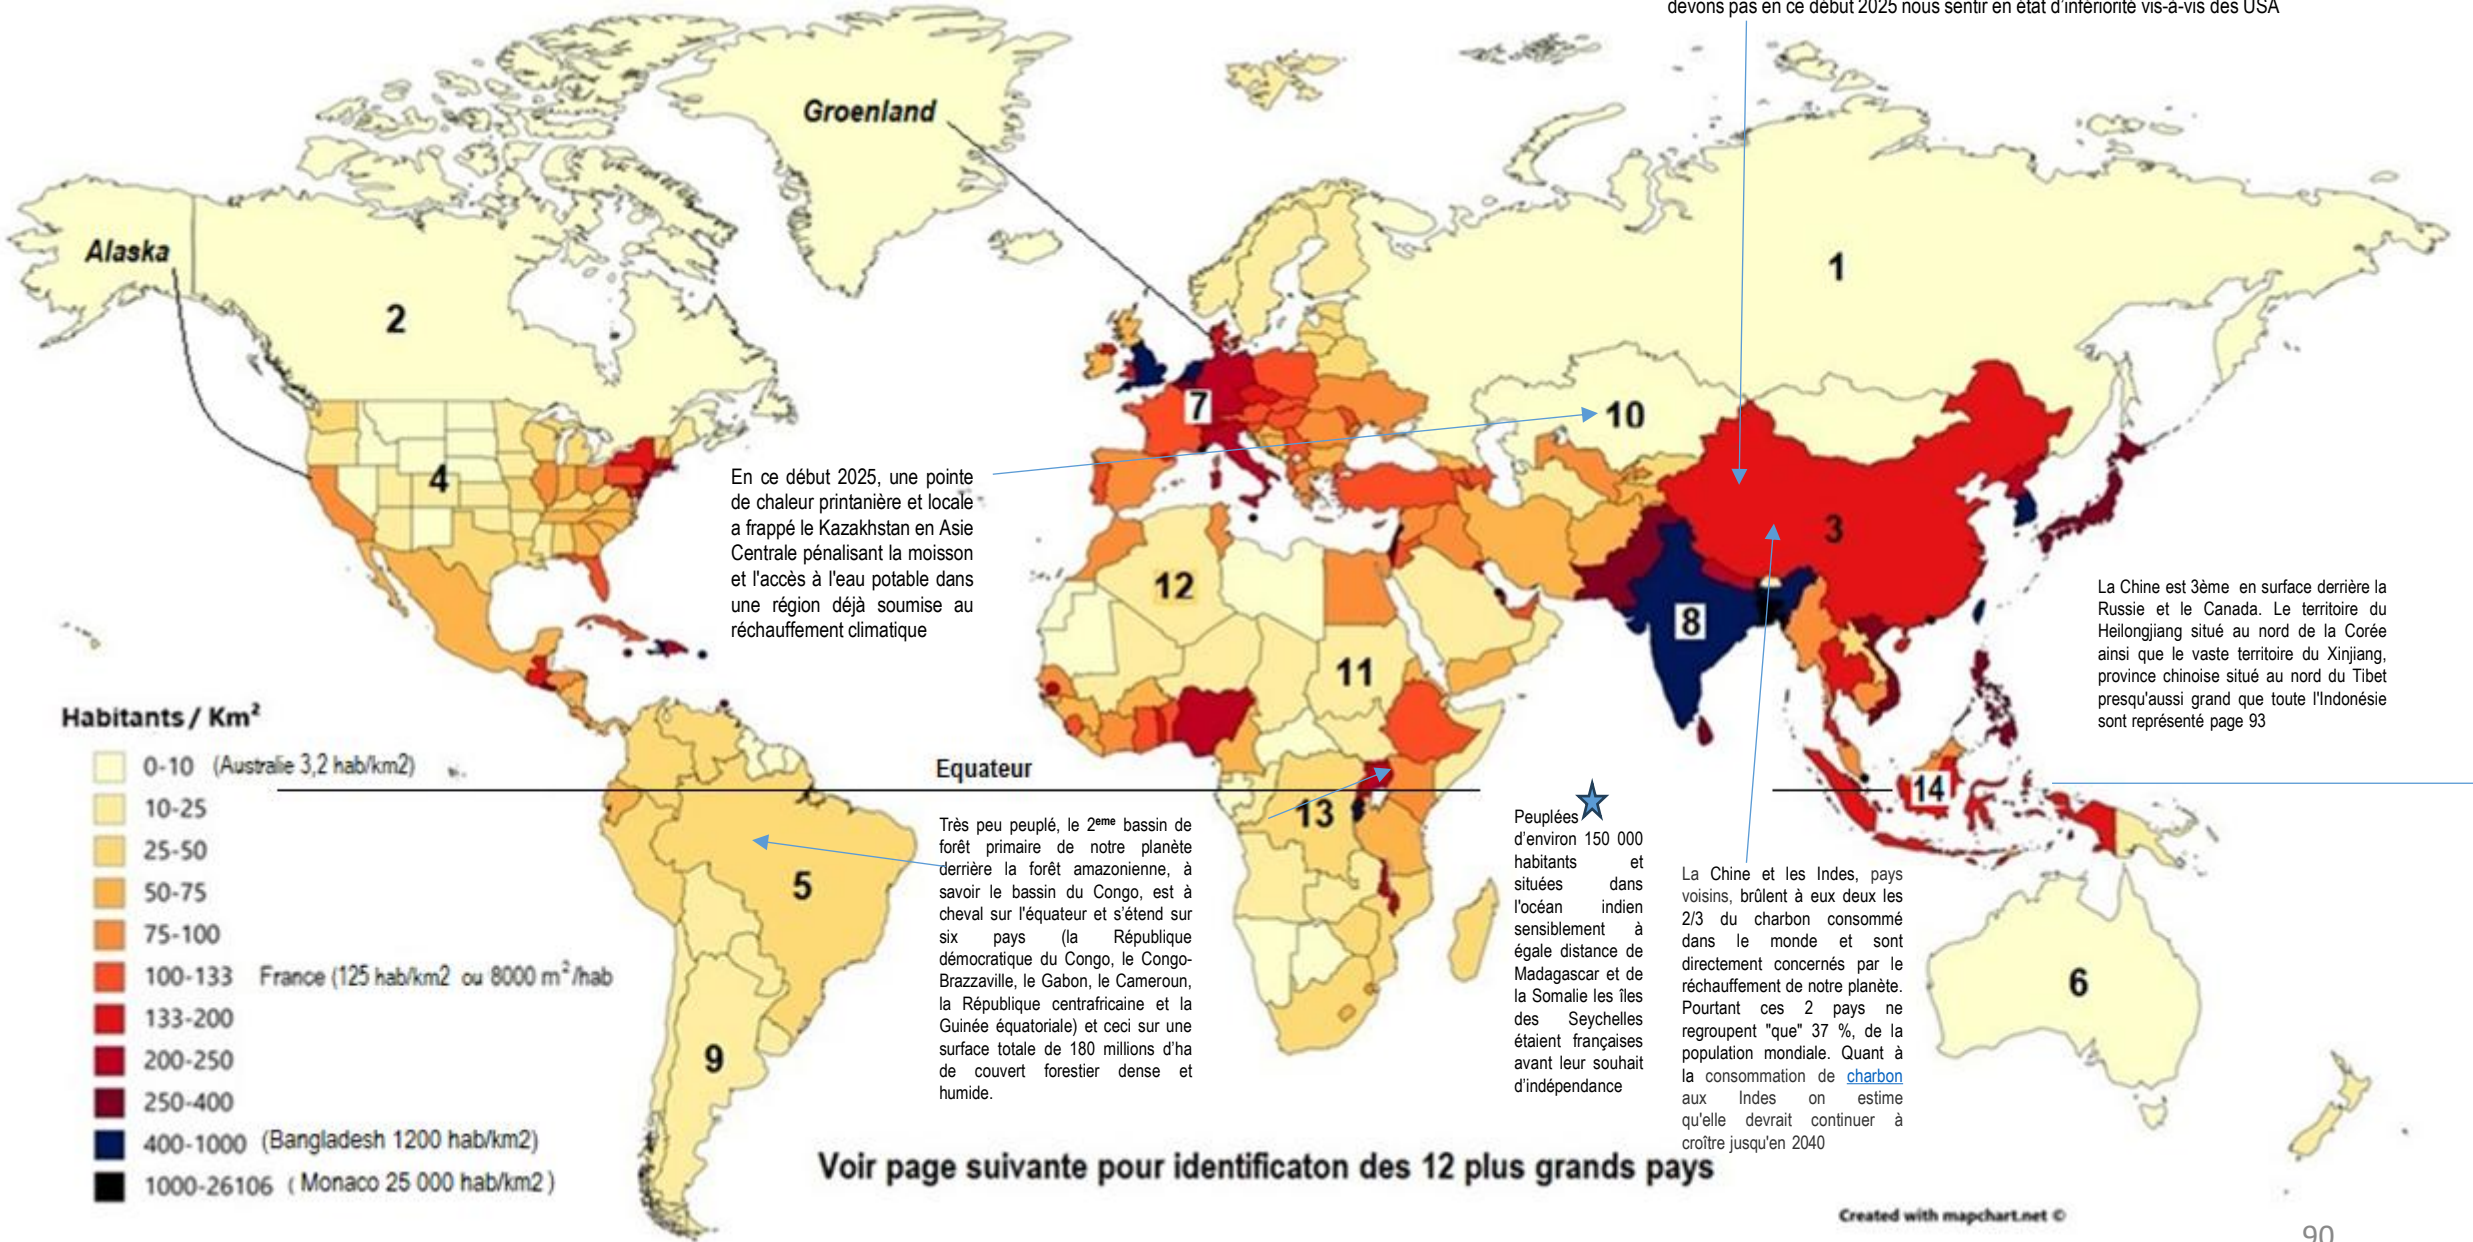 devons pas en ce début 2025 nous sentir en état d'infériorité vis-à-vis des USA
Groenland
Alaska
1
2
3
4
5
6
7
8
9
10
11
12
13
14
En ce début 2025, une pointe
de chaleur printanière et locale
a frappé le Kazakhstan en Asie
Centrale pénalisant la moisson
et l'accès à l'eau potable dans
une région déjà soumise au
réchauffement climatique
La Chine est 3ème en surface derrière la
Russie et le Canada. Le territoire du
Heilongjiang situé au nord de la Corée
ainsi que le vaste territoire du Xinjiang,
province chinoise situé au nord du Tibet
presqu'aussi grand que toute l'Indonésie
sont représenté page 93
Habitants / Km²
0-10 (Australie 3,2 hab/km2)
10-25
25-50
50-75
75-100
100-133 France (125 hab/km2 ou 8000 m²/hab
133-200
200-250
250-400
400-1000 (Bangladesh 1200 hab/km2)
1000-26106 ( Monaco 25 000 hab/km2 )
Equateur
Très peu peuplé, le 2eme bassin de
forêt primaire de notre planète
derrière la forêt amazonienne, à
savoir le bassin du Congo, est à
cheval sur l'équateur et s'étend sur
six pays (la République
démocratique du Congo, le Congo-
Brazzaville, le Gabon, le Cameroun,
la République centrafricaine et la
Guinée équatoriale) et ceci sur une
surface totale de 180 millions d'ha
de couvert forestier dense et
humide.
Peuplées
d'environ 150 000
habitants et
situées dans
l'océan indien
sensiblement à
égale distance de
Madagascar et de
la Somalie les îles
des Seychelles
étaient françaises
avant leur souhait
d'indépendance
La Chine et les Indes, pays
voisins, brûlent à eux deux les
2/3 du charbon consommé
dans le monde et sont
directement concernés par le
réchauffement de notre planète.
Pourtant ces 2 pays ne
regroupent "que" 37 %, de la
population mondiale. Quant à
la consommation de charbon
aux Indes on estime
qu'elle devrait continuer à
croître jusqu'en 2040
Voir page suivante pour identificaton des 12 plus grands pays
Created with mapchart.net ©
90